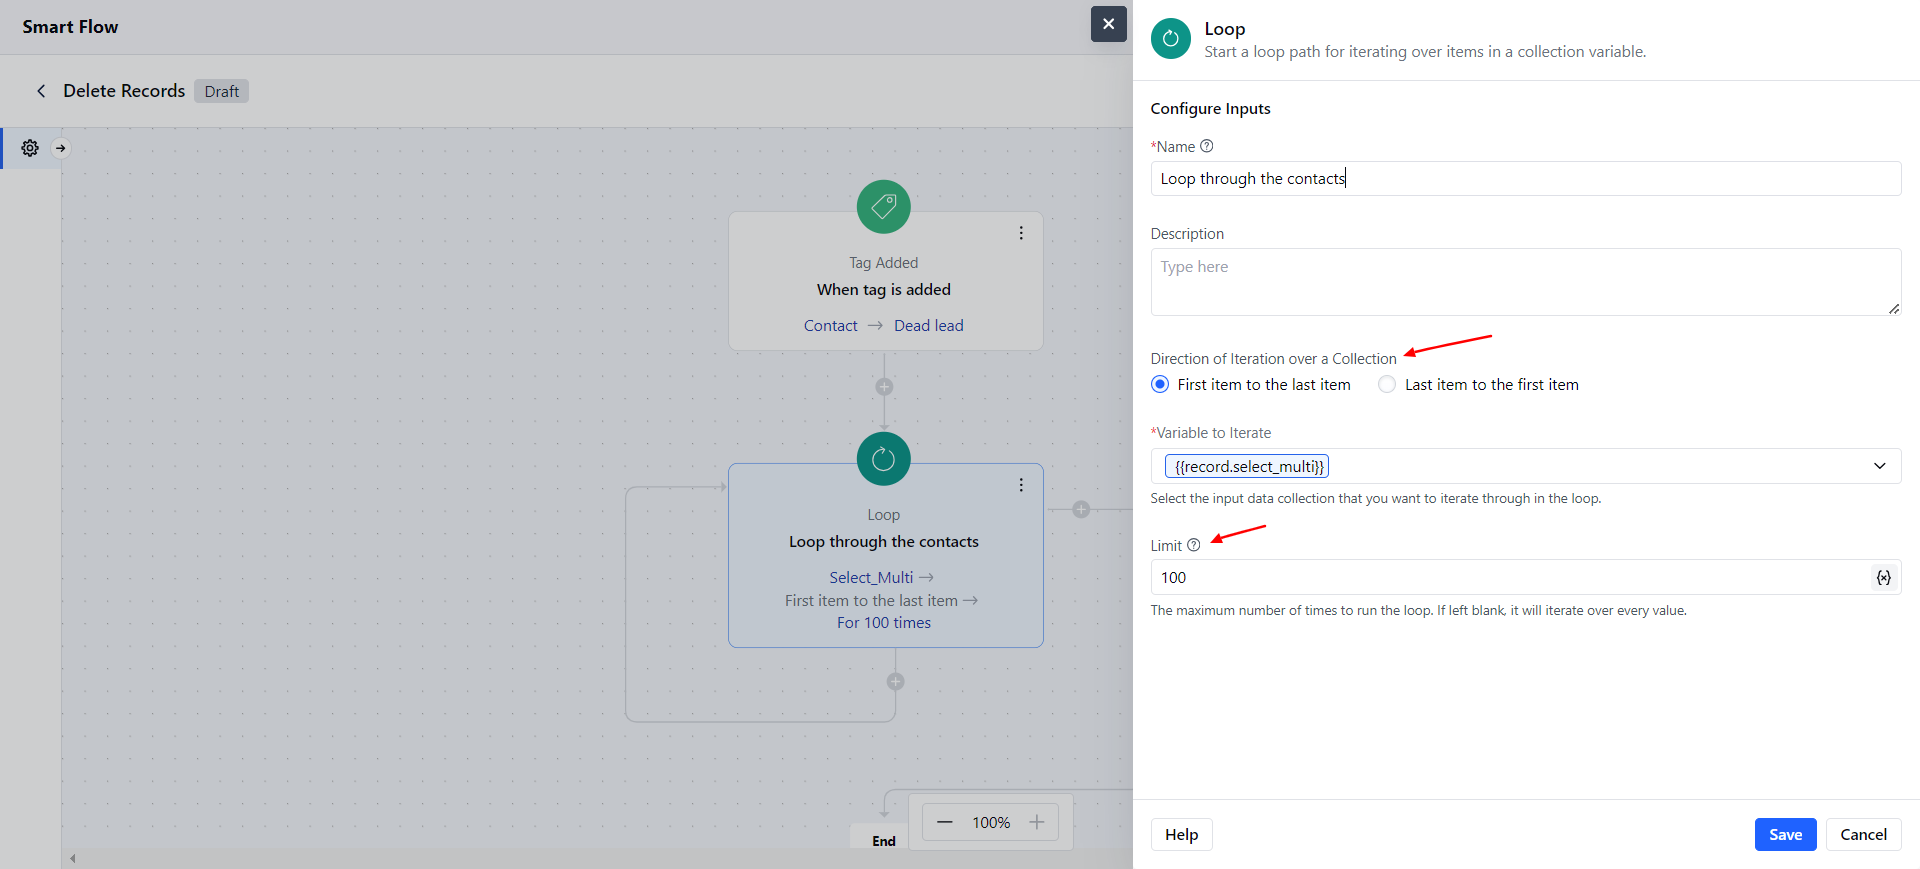 Smart Flow
Delete Records Draft
Tag Added
When tag is added
Contact → Dead lead
Loop
Loop through the contacts
Select_Multi →
First item to the last item →
For 100 times
End
100%
Loop
Start a loop path for iterating over items in a collection variable.
Configure Inputs
*Name
Loop through the contacts
Description
Type here
Direction of Iteration over a Collection
First item to the last item Last item to the first item
*Variable to Iterate
{{record.select_multi}}
Select the input data collection that you want to iterate through in the loop.
Limit
100
{x}
The maximum number of times to run the loop. If left blank, it will iterate over every value.
Help Save Cancel